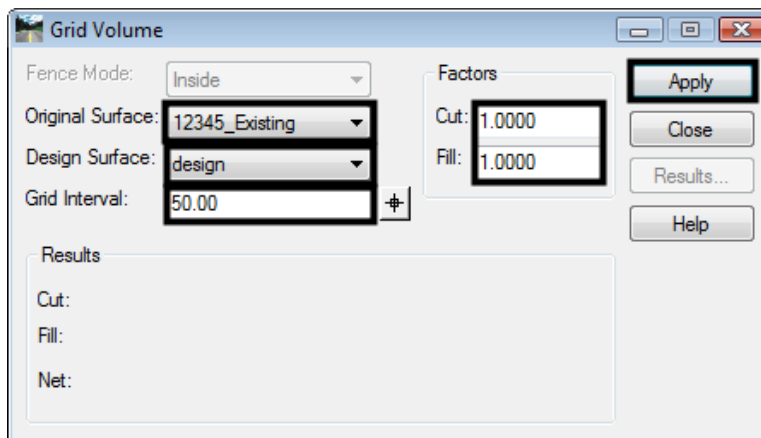 Grid Volume
Fence Mode: Inside
Original Surface: 12345_Existing
Design Surface: design
Grid Interval: 50.00
Factors
Cut: 1.0000
Fill: 1.0000
Apply
Close
Results...
Help
Results
Cut:
Fill:
Net: